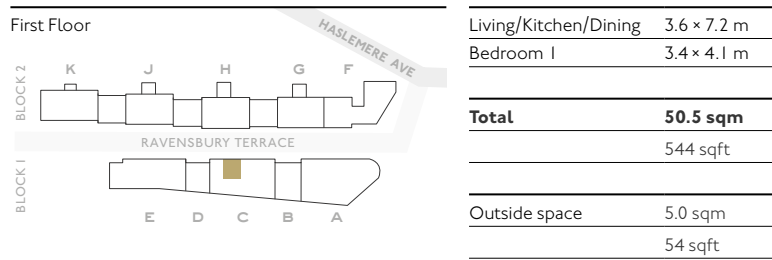 First Floor
HASLEMERE AVE
BLOCK 2
K J H G F
RAVENSBURY TERRACE
BLOCK 1
E D C B A
Living/Kitchen/Dining 3.6 × 7.2 m
Bedroom 1 3.4 × 4.1 m
Total 50.5 sqm
544 sqft
Outside space 5.0 sqm
54 sqft